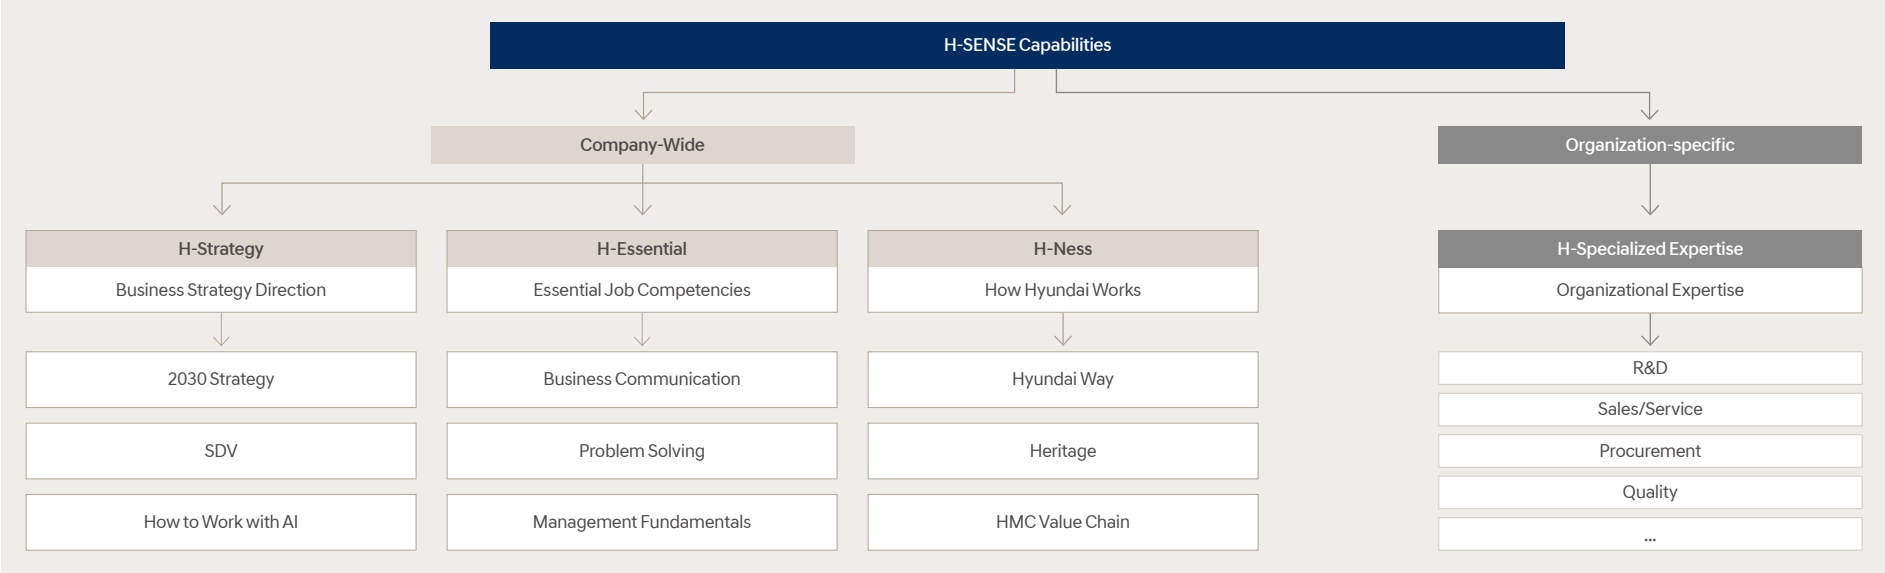 H-SENSE Capabilities
Company-Wide
Organization-specific
H-Strategy
Business Strategy Direction
2030 Strategy
SDV
How to Work with AI
H-Essential
Essential Job Competencies
Business Communication
Problem Solving
Management Fundamentals
H-Ness
How Hyundai Works
Hyundai Way
Heritage
HMC Value Chain
H-Specialized Expertise
Organizational Expertise
R&D
Sales/Service
Procurement
Quality
...